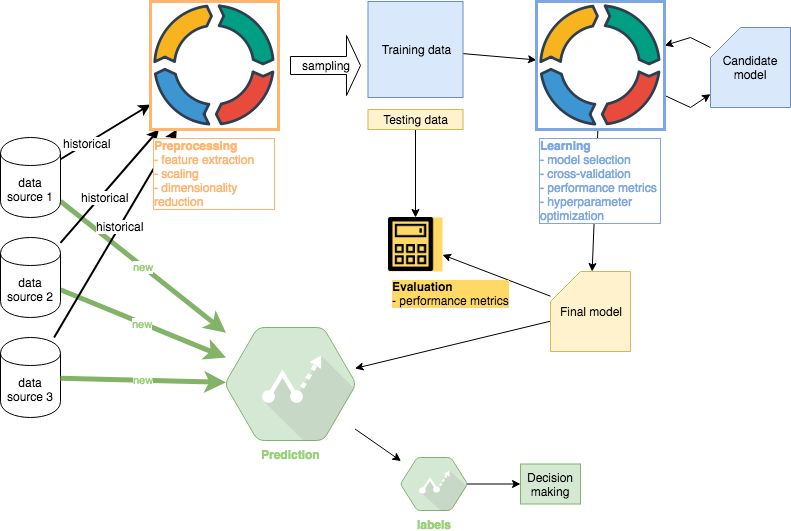 sampling
Training data
Candidate
model
Testing data
historical
Preprocessing
- feature extraction
- scaling
- dimensionality
reduction
Learning
- model selection
- cross-validation
- performance metrics
- hyperparameter
optimization
data
source 1
historical
historical
new
data
source 2
Evaluation
- performance metrics
Final model
new
data
source 3
new
Prediction
Decision
making
labels